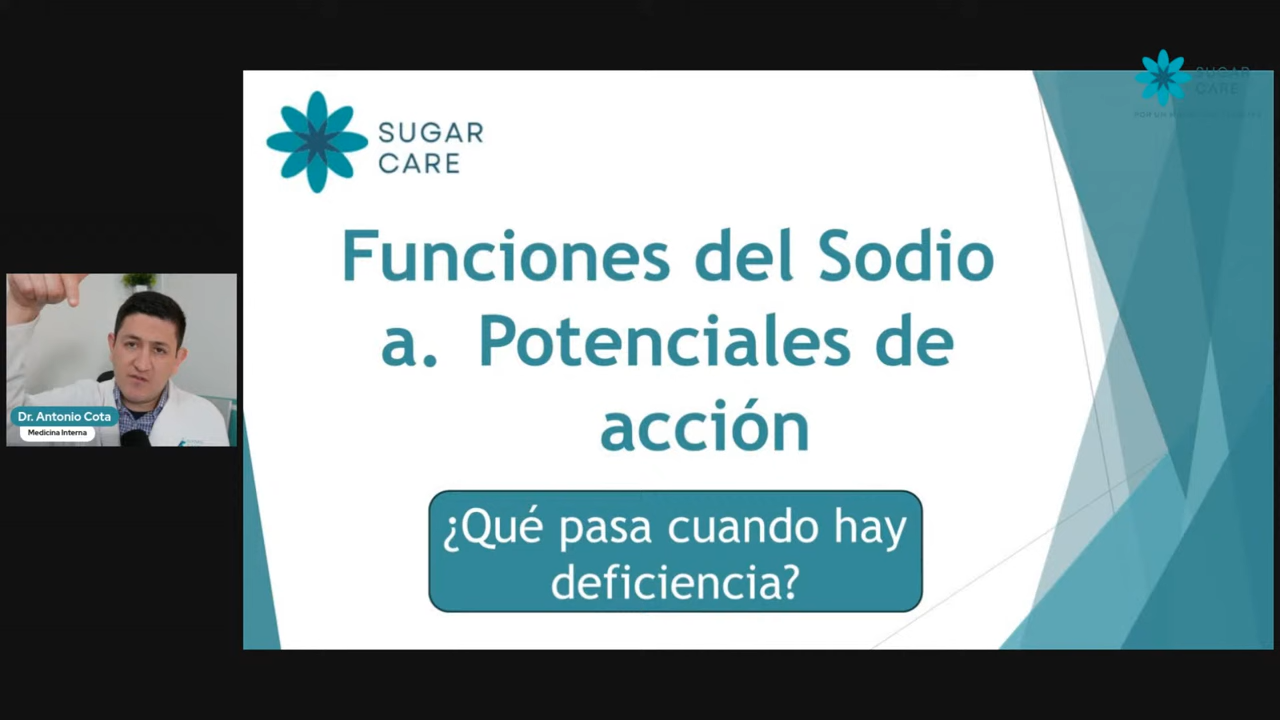 SUGAR
CARE
SUGAR
CARE
Funciones del Sodio
a. Potenciales de
acción
¿Qué pasa cuando hay
deficiencia?
Dr. Antonio Cota
Medicina Interna